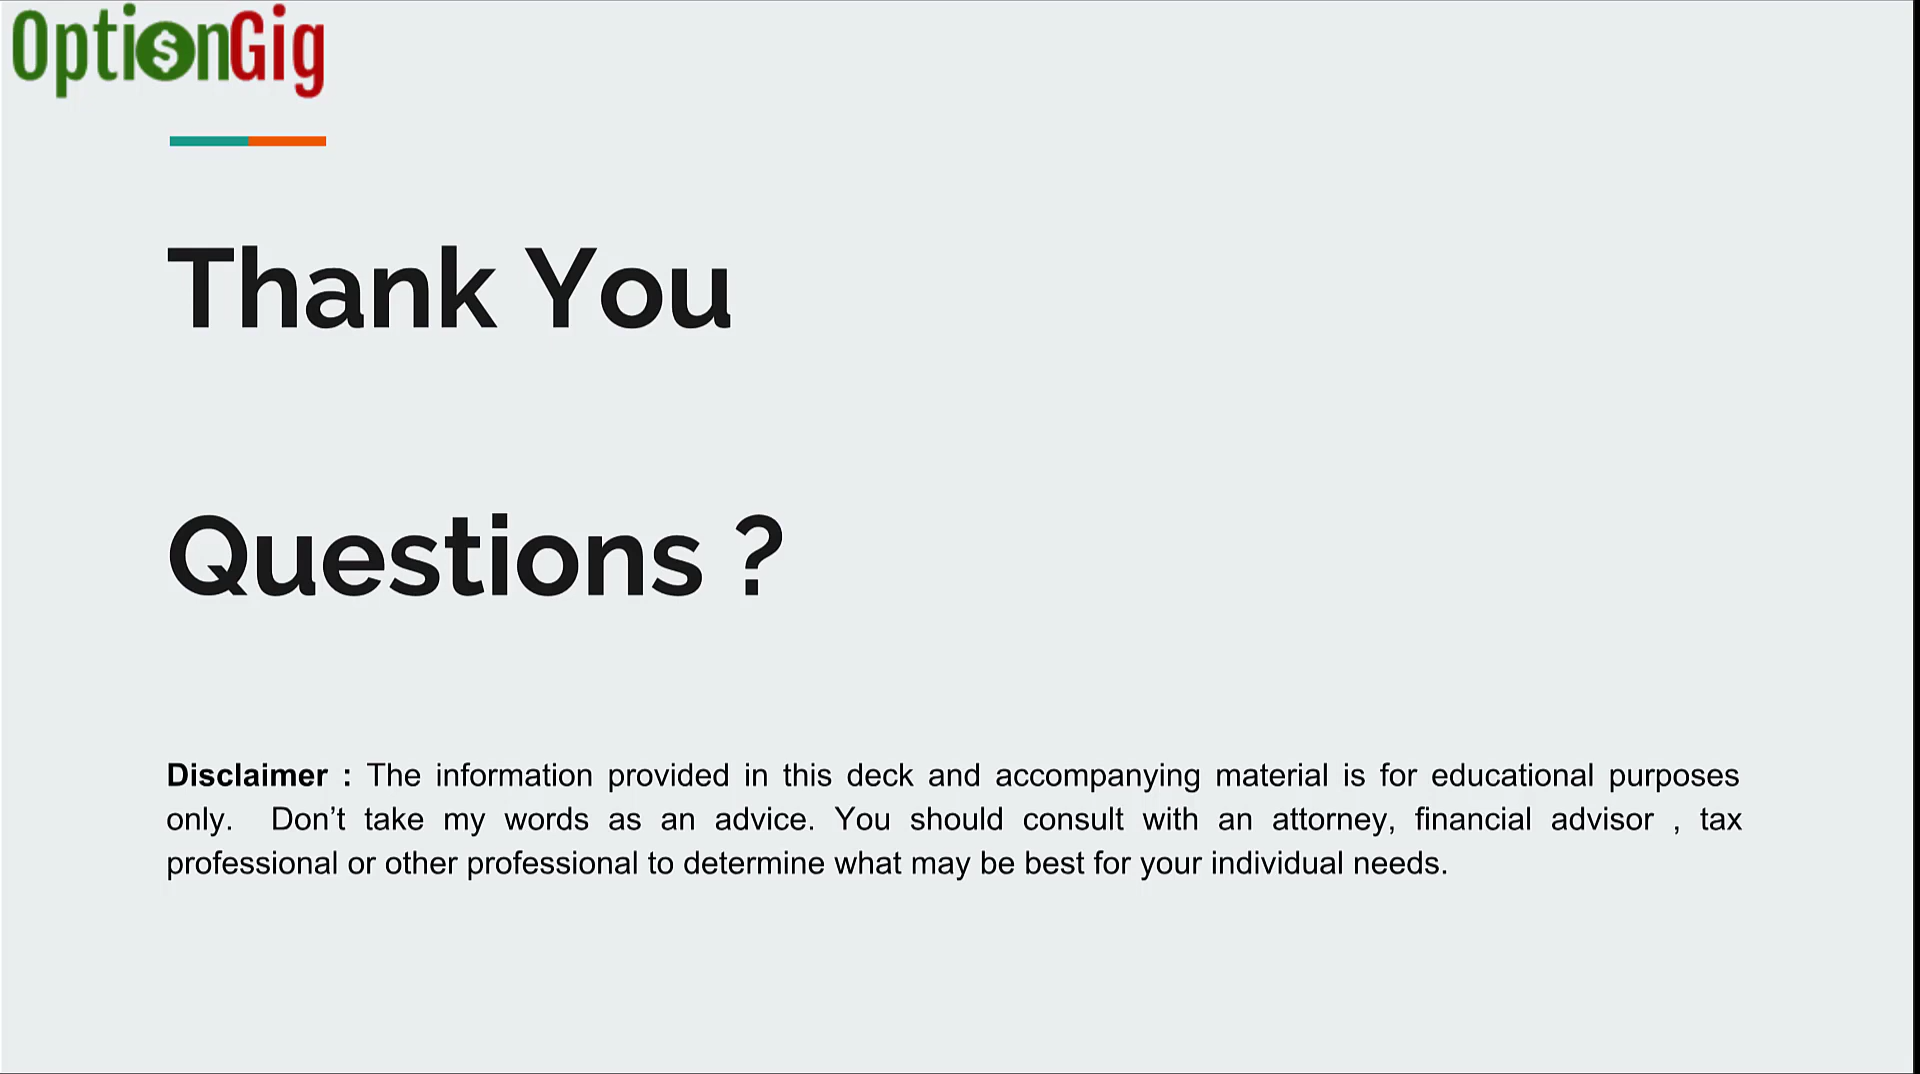 OptionGig
Thank You
Questions ?
Disclaimer : The information provided in this deck and accompanying material is for educational purposes
only.  Don’t take my words as an advice. You should consult with an attorney, financial advisor , tax
professional or other professional to determine what may be best for your individual needs.